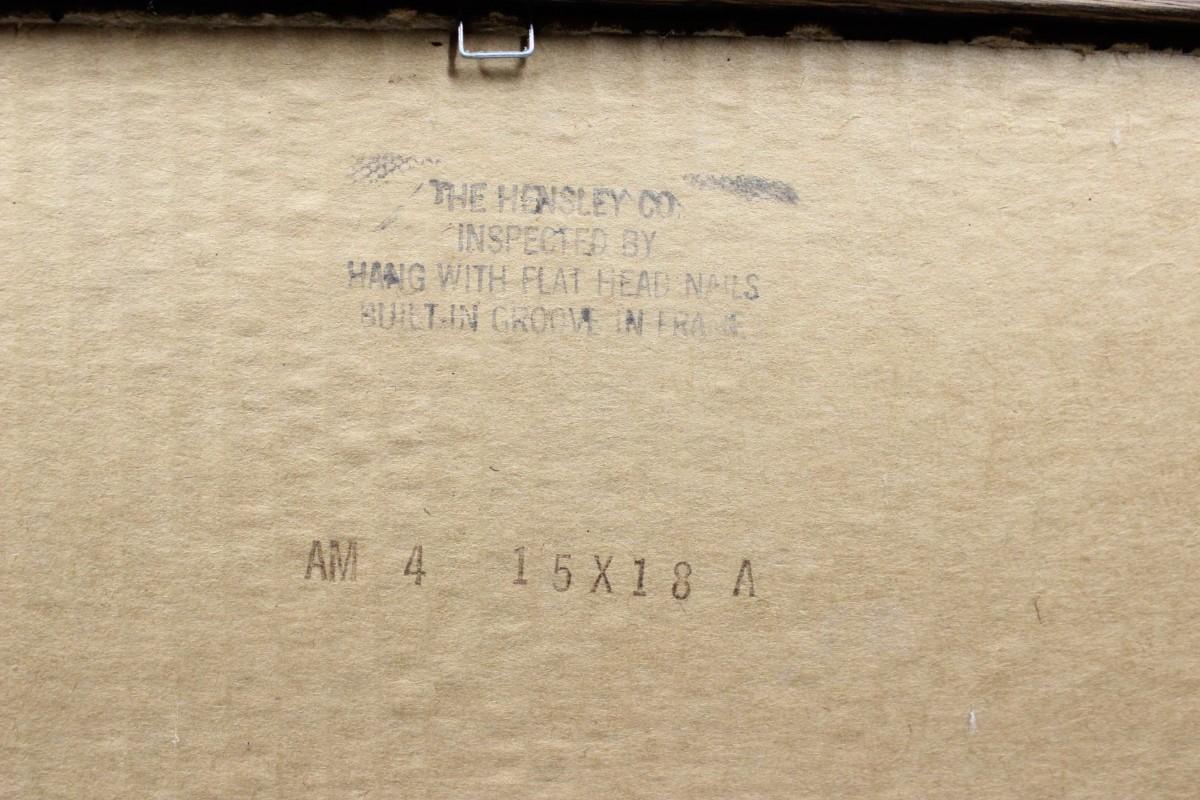 THE HENSLEY CO.
INSPECTED BY
HANG WITH FLAT HEAD NAILS
BUILT-IN GROOVE IN FRAME
AM 4 15X18 A